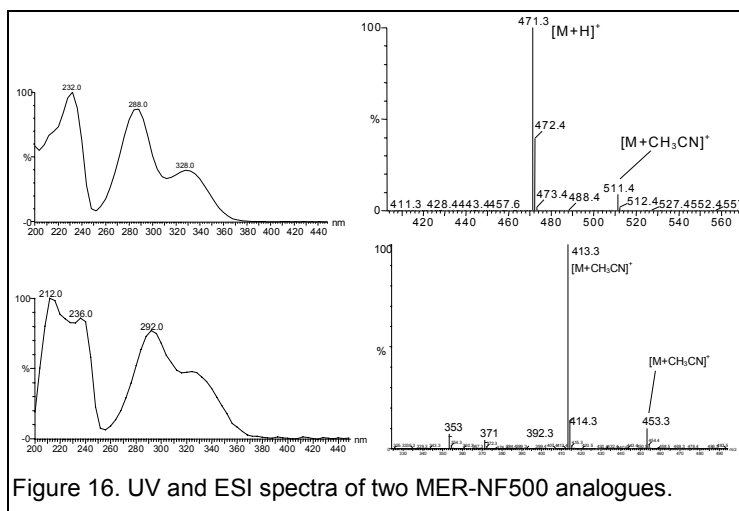 100
232.0
288.0
%
328.0
0
200 220 240 260 280 300 320 340 360 380 400 420 440 nm
100
471.3
[M+H]⁺
%
472.4
[M+CH₃CN]⁺
511.4
411.3 428.4 443.4 457.6 473.4 488.4 512.4 527.4 552.4 557
0
420 440 460 480 500 520 540 560
212.0
100
236.0
292.0
%
0
200 220 240 260 280 300 320 340 360 380 400 420 440 nm
100
413.3
[M+CH₃CN]⁺
%
[M+CH₃CN]⁺
353 371 392.3 414.3 453.3
0
Figure 16. UV and ESI spectra of two MER-NF500 analogues.